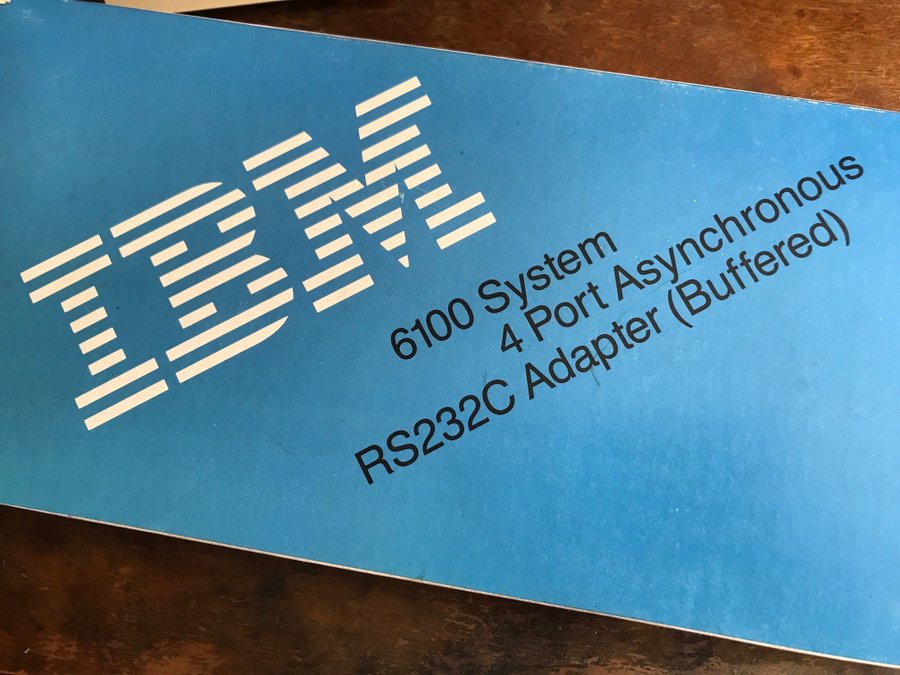 IBM
6100 System
4 Port Asynchronous
RS232C Adapter (Buffered)